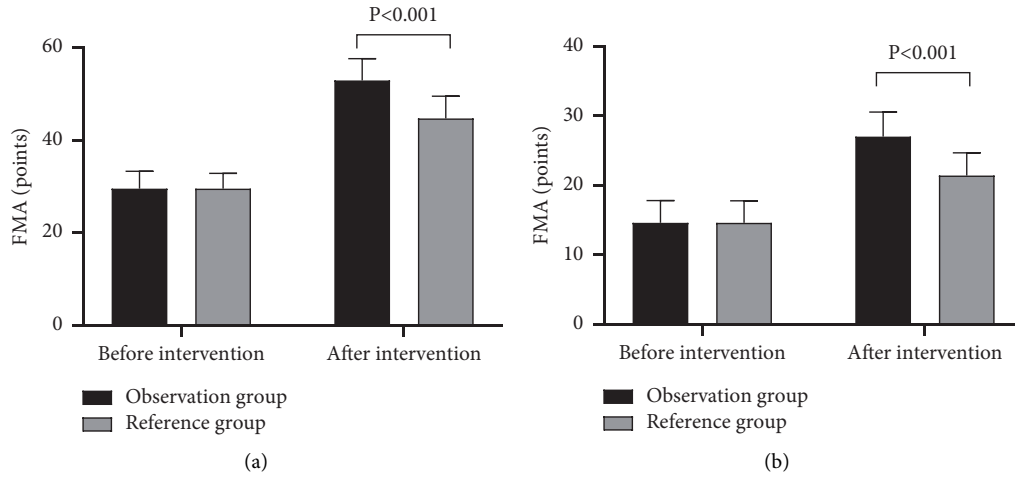 P<0.001
60
40
20
0
FMA (points)
Before intervention
After intervention
Observation group
Reference group
(a)
P<0.001
40
30
20
10
0
FMA (points)
Before intervention
After intervention
Observation group
Reference group
(b)